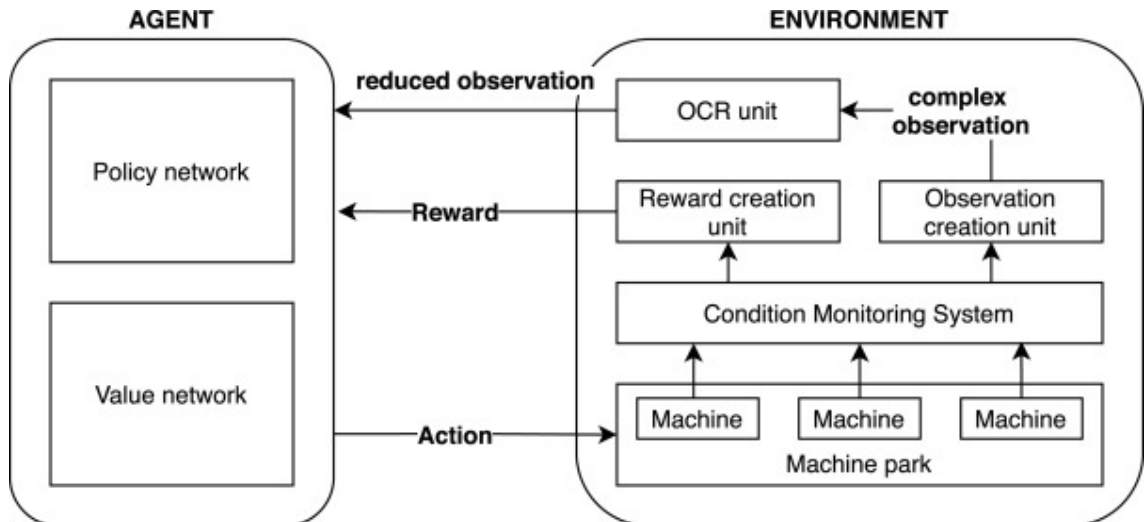 AGENT
ENVIRONMENT
reduced observation
OCR unit
complex
observation
Policy network
Reward
Reward creation
unit
Observation
creation unit
Condition Monitoring System
Value network
Action
Machine
Machine
Machine
Machine park